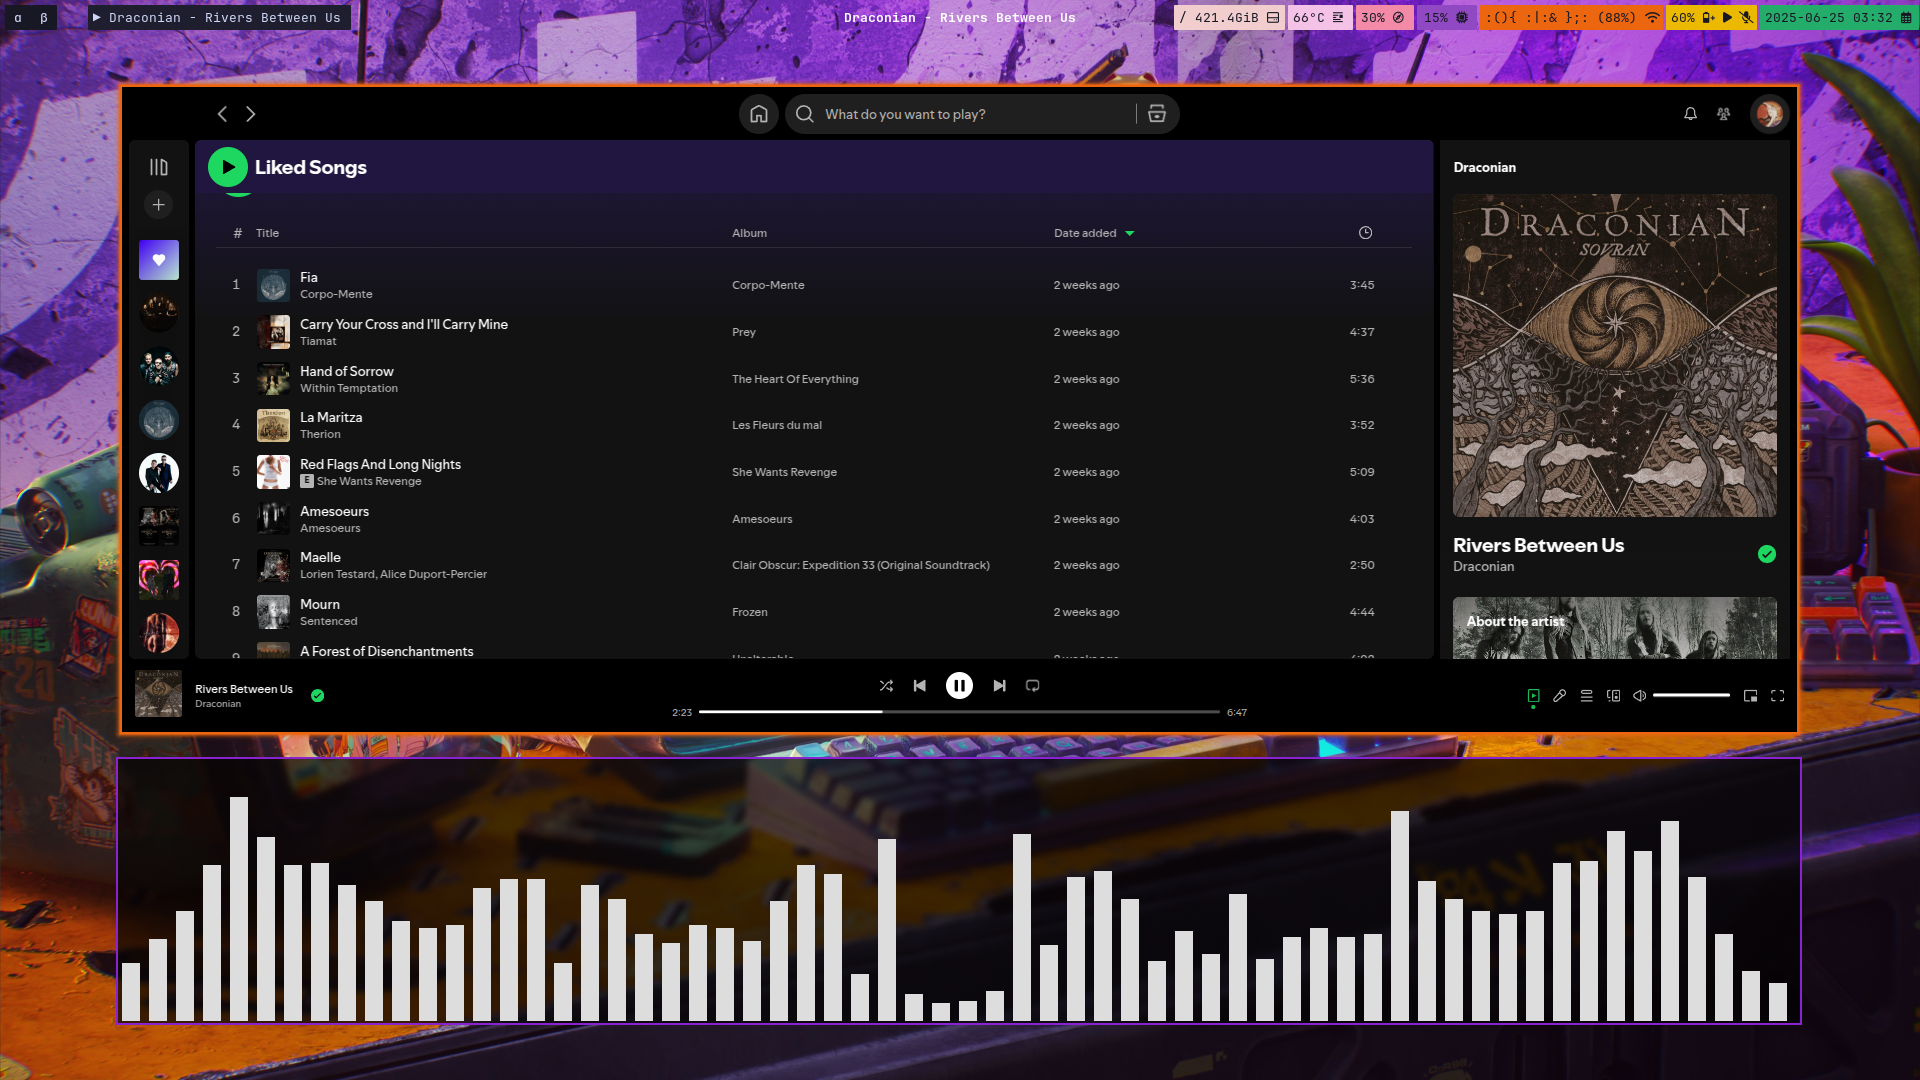 α β
Draconian - Rivers Between Us
Draconian - Rivers Between Us
/ 421.4GiB
66°C
30%
15%
:(){ :|:& };: (88%)
60%
2025-06-25 03:32
What do you want to play?
Liked Songs
# Title Album Date added
1 Fia Corpo-Mente 2 weeks ago 3:45
Corpo-Mente
2 Carry Your Cross and I'll Carry Mine Prey 2 weeks ago 4:37
Tiamat
3 Hand of Sorrow The Heart Of Everything 2 weeks ago 5:36
Within Temptation
4 La Maritza Les Fleurs du mal 2 weeks ago 3:52
Therion
5 Red Flags And Long Nights She Wants Revenge 2 weeks ago 5:09
E She Wants Revenge
6 Amesoeurs Amesoeurs 2 weeks ago 4:03
Amesoeurs
7 Maelle Clair Obscur: Expedition 33 (Original Soundtrack) 2 weeks ago 2:50
Lorien Testard, Alice Duport-Percier
8 Mourn Frozen 2 weeks ago 4:44
Sentenced
A Forest of Disenchantments
Draconian
DRACONIAN
SOVRAN
Rivers Between Us
Draconian
About the artist
Rivers Between Us
Draconian
2:23
6:47